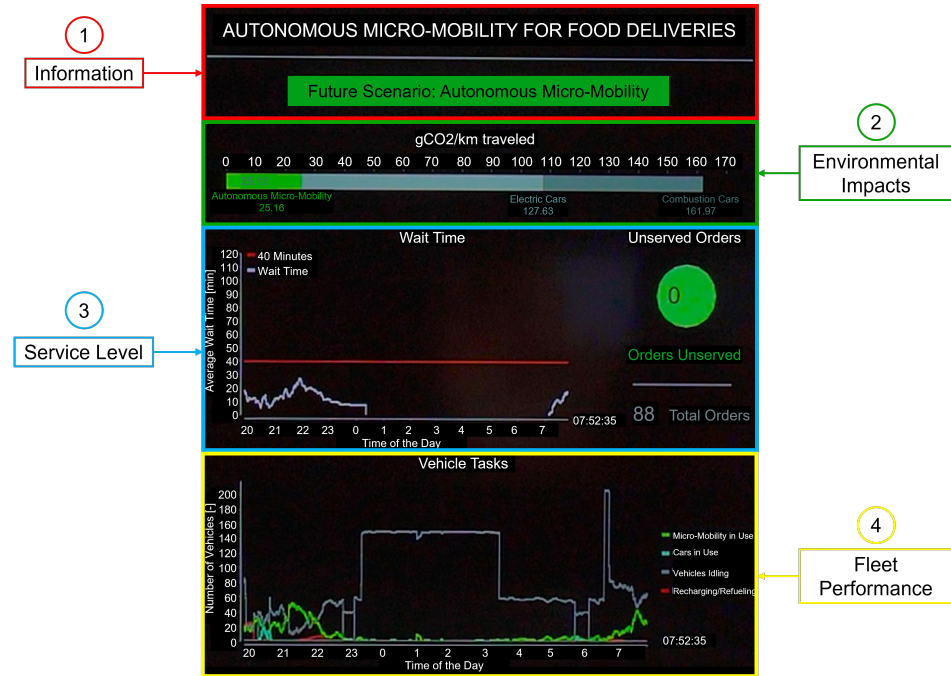 1
Information
AUTONOMOUS MICRO-MOBILITY FOR FOOD DELIVERIES
Future Scenario: Autonomous Micro-Mobility
2
Environmental
Impacts
gCO2/km traveled
0 10 20 30 40 50 60 70 80 90 100 110 120 130 140 150 160 170
Autonomous Micro-Mobility
25.16
Electric Cars
127.63
Combustion Cars
161.97
3
Service Level
Wait Time
40 Minutes
Wait Time
Average Wait Time [min]
120
110
100
90
80
70
60
50
40
30
20
10
0
20 21 22 23 0 1 2 3 4 5 6 7
07:52:35
Time of the Day
Unserved Orders
0
Orders Unserved
88 Total Orders
4
Fleet
Performance
Vehicle Tasks
Number of Vehicles [-]
200
180
160
140
120
100
80
60
40
20
0
20 21 22 23 0 1 2 3 4 5 6 7
07:52:35
Time of the Day
Micro-Mobility in Use
Cars in Use
Vehicles Idling
Recharging/Refueling